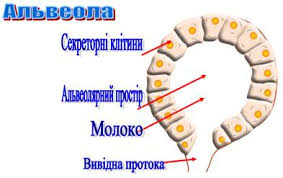 Альвеола
Секреторні клітини
Альвеолярний простір
Молоко
Вивідна протока